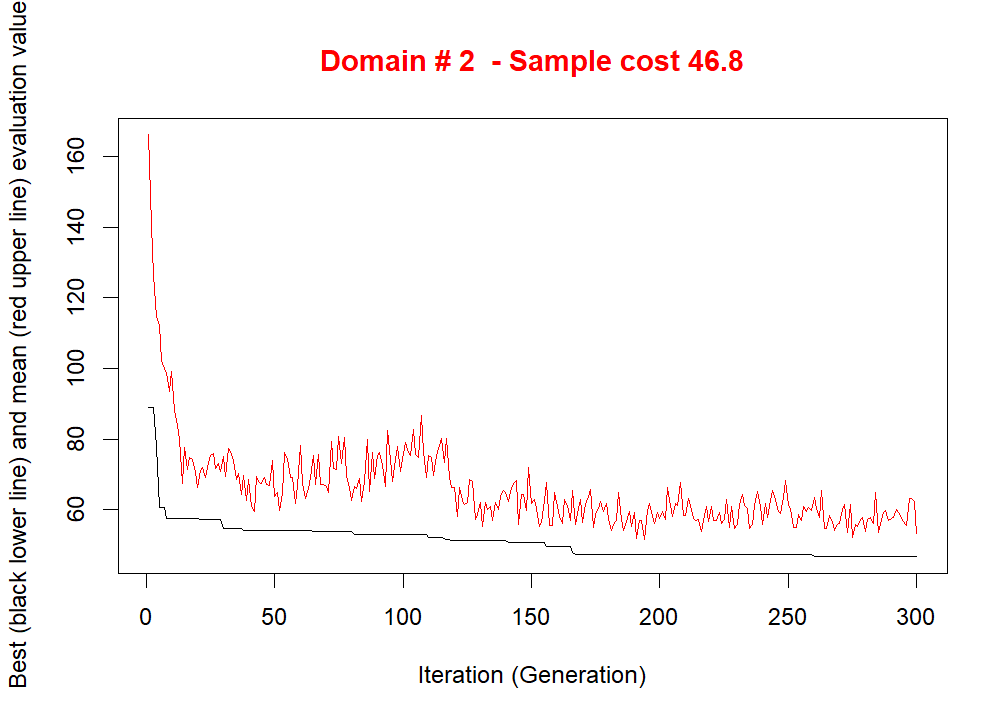 Domain # 2  - Sample cost 46.8
Best (black lower line) and mean (red upper line) evaluation value
160
140
120
100
80
60
0 50 100 150 200 250 300
Iteration (Generation)